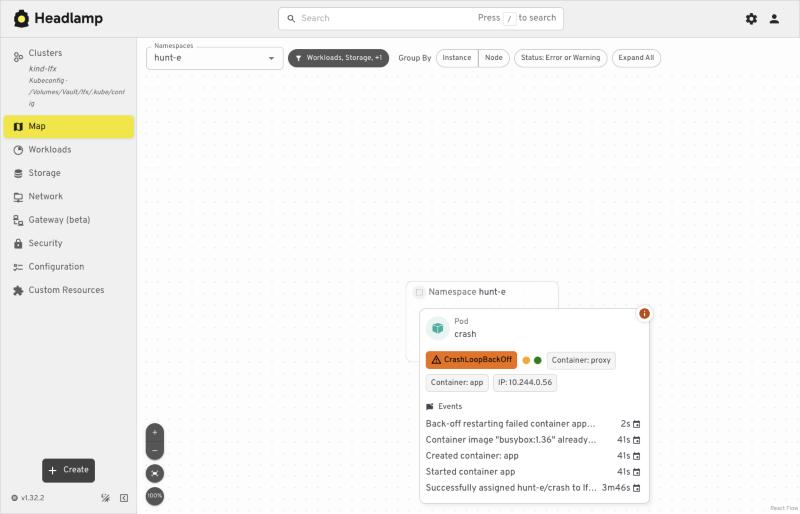 Headlamp
Search
Press / to search
Clusters
kind-lfx
Kubeconfig -
/Volumes/Vault/lfx/.kube/conf
ig
Map
Workloads
Storage
Network
Gateway (beta)
Security
Configuration
Custom Resources
Create
v1.32.2
Namespaces
hunt-e
Workloads, Storage, +1
Group By
Instance
Node
Status: Error or Warning
Expand All
Namespace hunt-e
Pod
crash
CrashLoopBackOff
Container: proxy
Container: app
IP: 10.244.0.56
Events
Back-off restarting failed container app... 2s
Container image "busybox:1.36" already... 41s
Created container: app 41s
Started container app 41s
Successfully assigned hunt-e/crash to lf... 3m46s
+
−
100%
React Flow